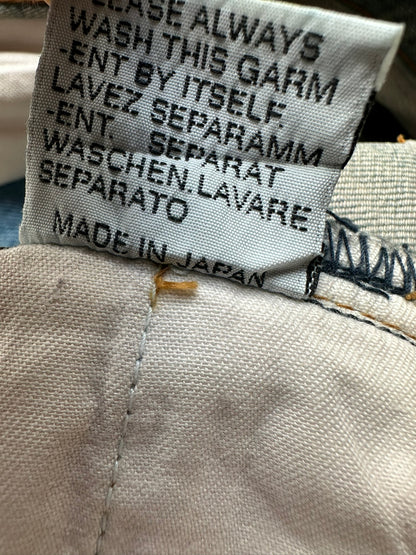 PLEASE ALWAYS
WASH THIS GARM
-ENT BY ITSELF.
LAVEZ SEPARAMM
-ENT. SEPARAT
WASCHEN. LAVARE
SEPARATO
MADE IN JAPAN